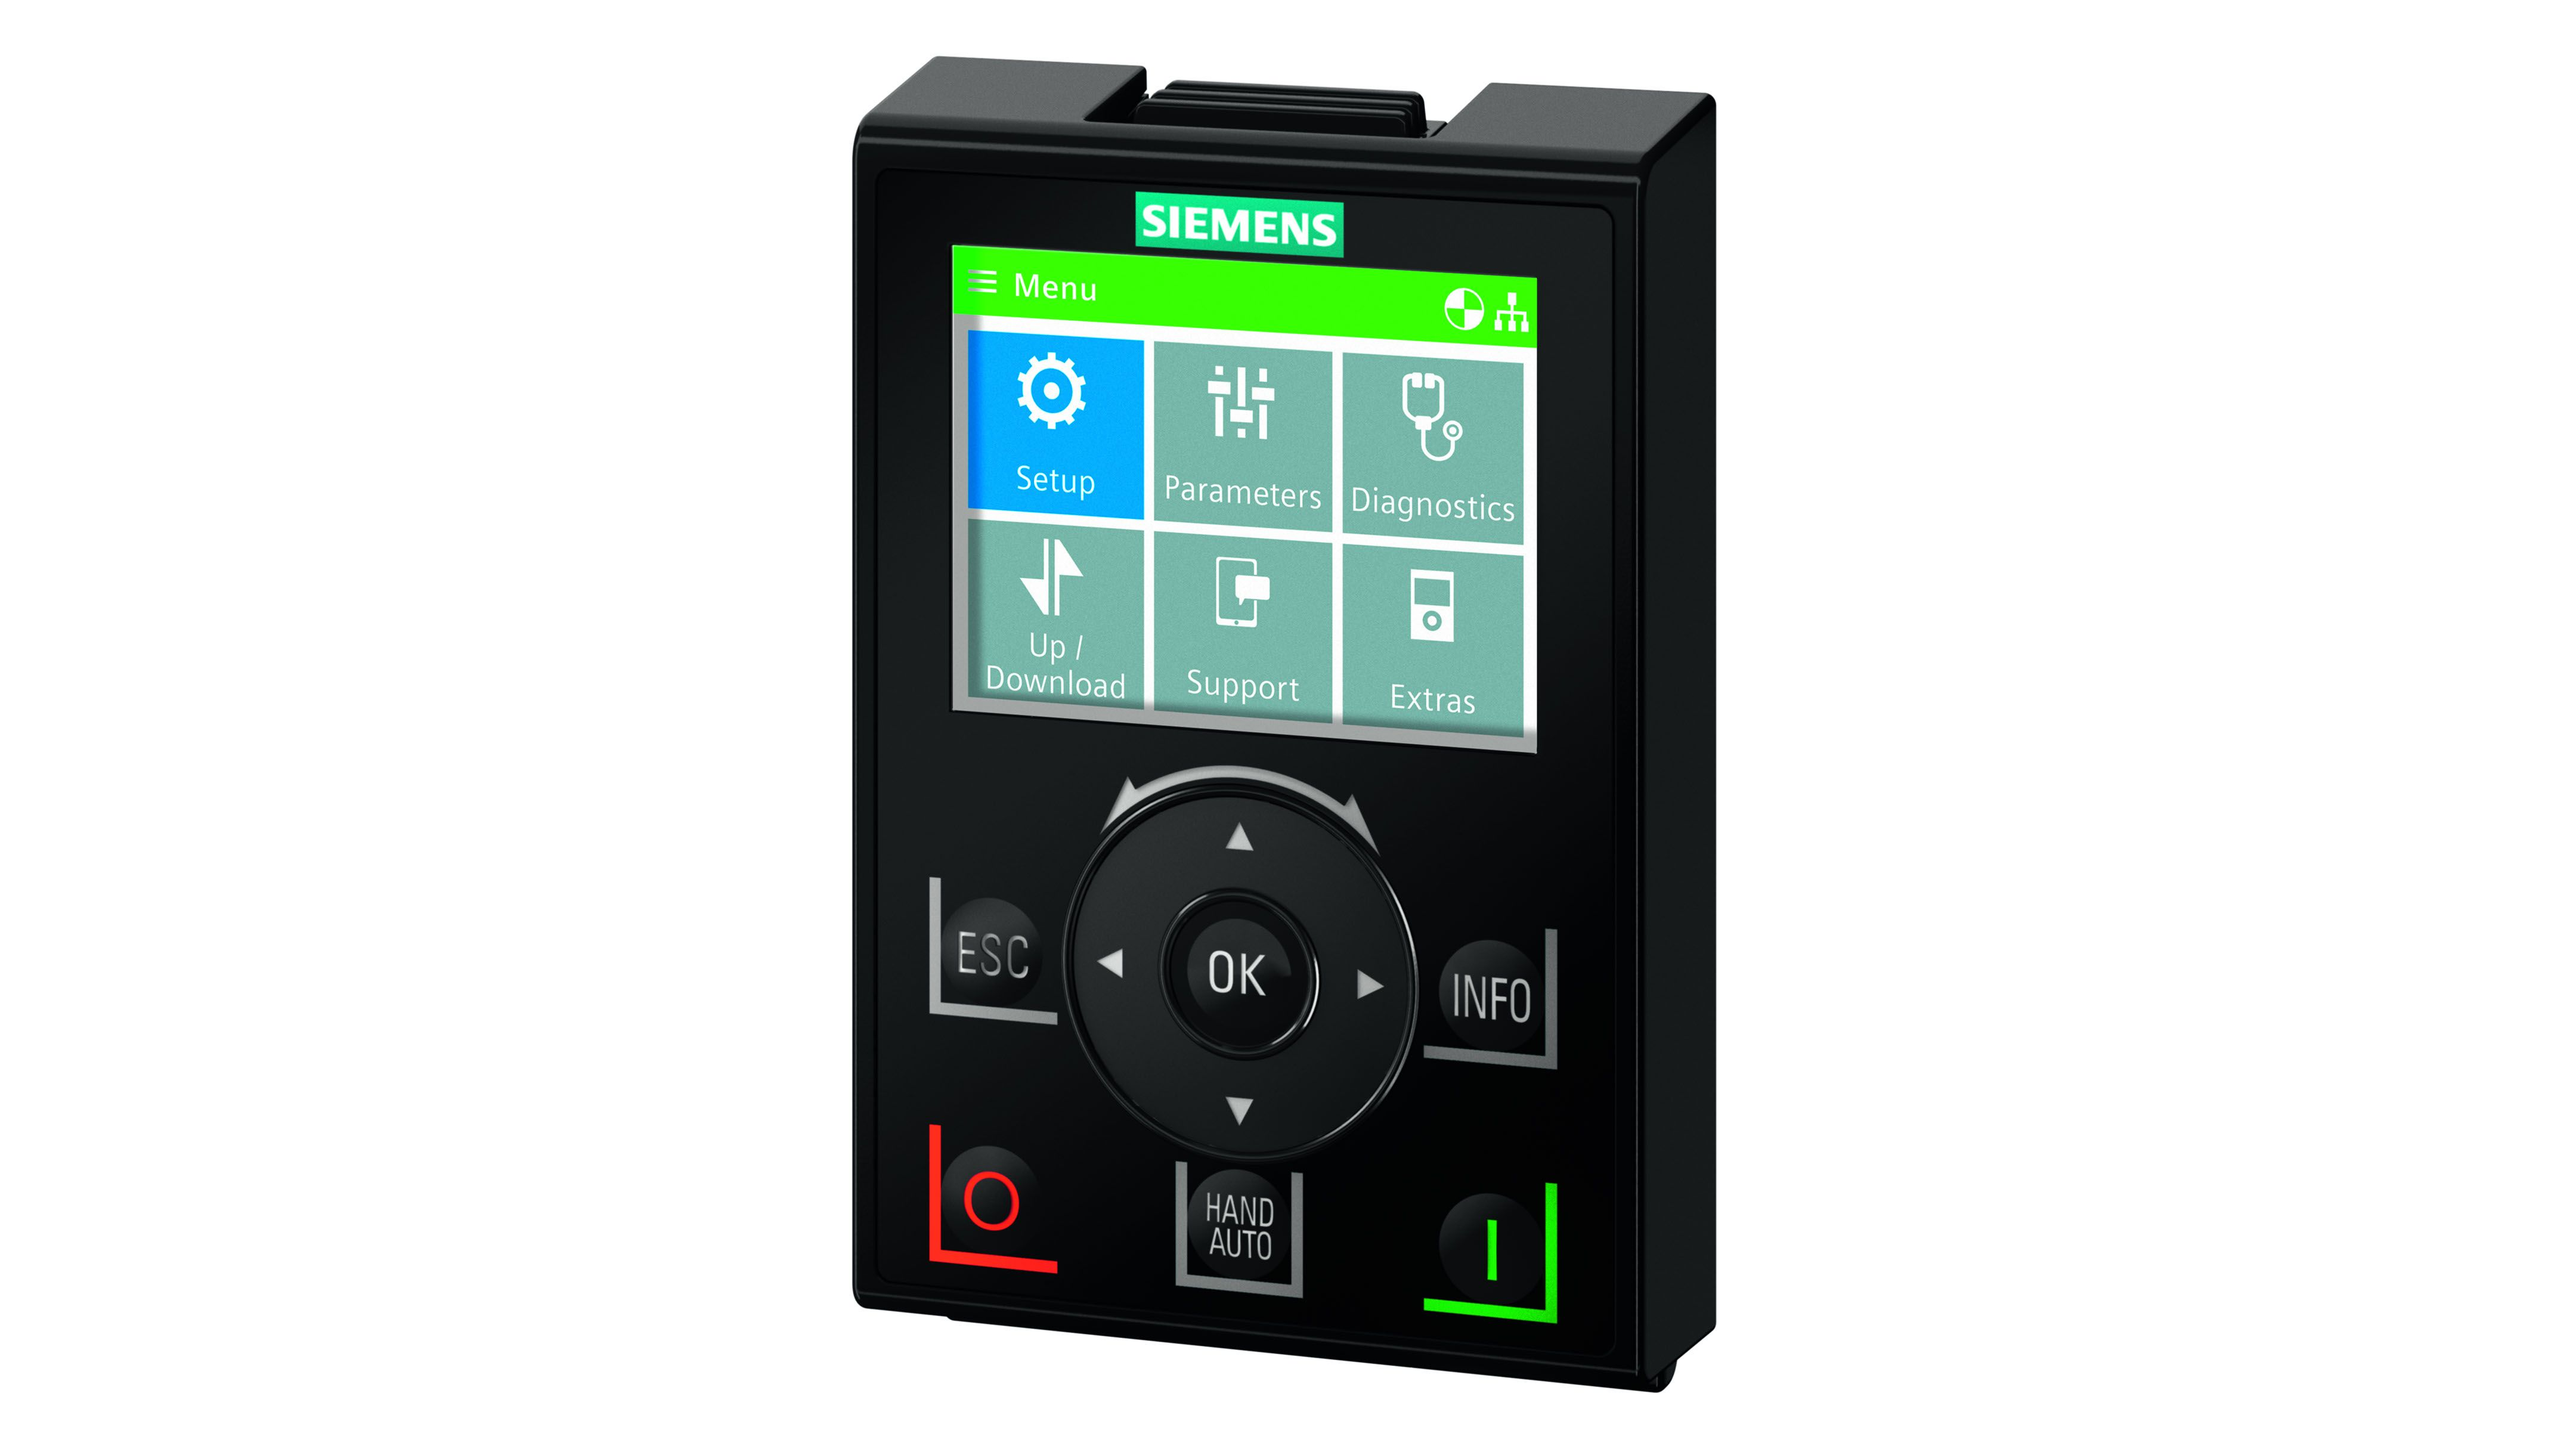 SIEMENS
Menu
Setup
Parameters
Diagnostics
Up /
Download
Support
Extras
ESC
OK
INFO
O
HAND
AUTO
I